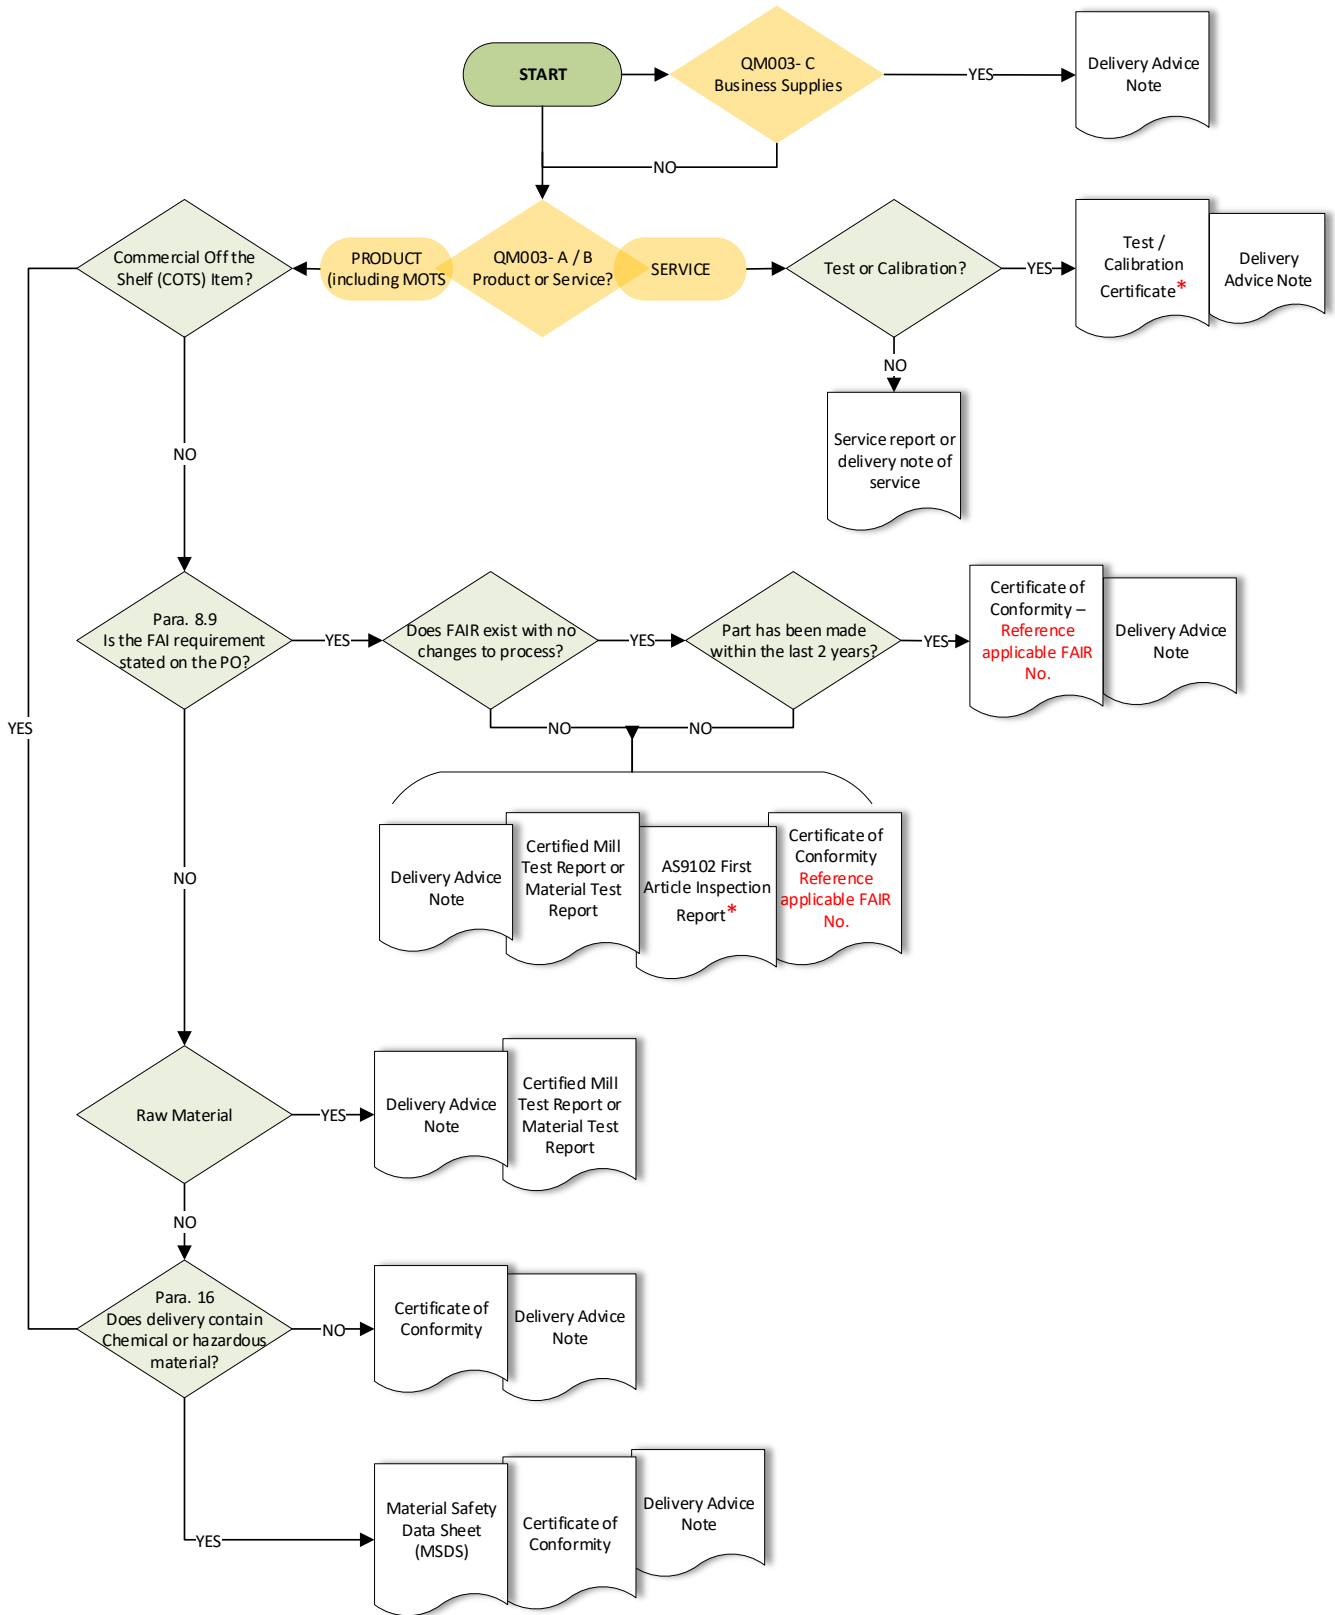 START
QM003- C
Business Supplies
YES
Delivery Advice
Note
NO
Commercial Off the
Shelf (COTS) Item?
PRODUCT
(including MOTS
QM003- A / B
Product or Service?
SERVICE
Test or Calibration?
YES
Test /
Calibration
Certificate*
Delivery
Advice Note
NO
Service report or
delivery note of
service
NO
Para. 8.9
Is the FAI requirement
stated on the PO?
YES
Does FAIR exist with no
changes to process?
YES
Part has been made
within the last 2 years?
YES
Certificate of
Conformity –
Reference
applicable FAIR
No.
Delivery Advice
Note
YES
NO
NO
Delivery Advice
Note
Certified Mill
Test Report or
Material Test
Report
AS9102 First
Article Inspection
Report*
Certificate of
Conformity
Reference
applicable FAIR
No.
NO
Raw Material
YES
Delivery Advice
Note
Certified Mill
Test Report or
Material Test
Report
NO
Para. 16
Does delivery contain
Chemical or hazardous
material?
NO
Certificate of
Conformity
Delivery Advice
Note
YES
Material Safety
Data Sheet
(MSDS)
Certificate of
Conformity
Delivery Advice
Note